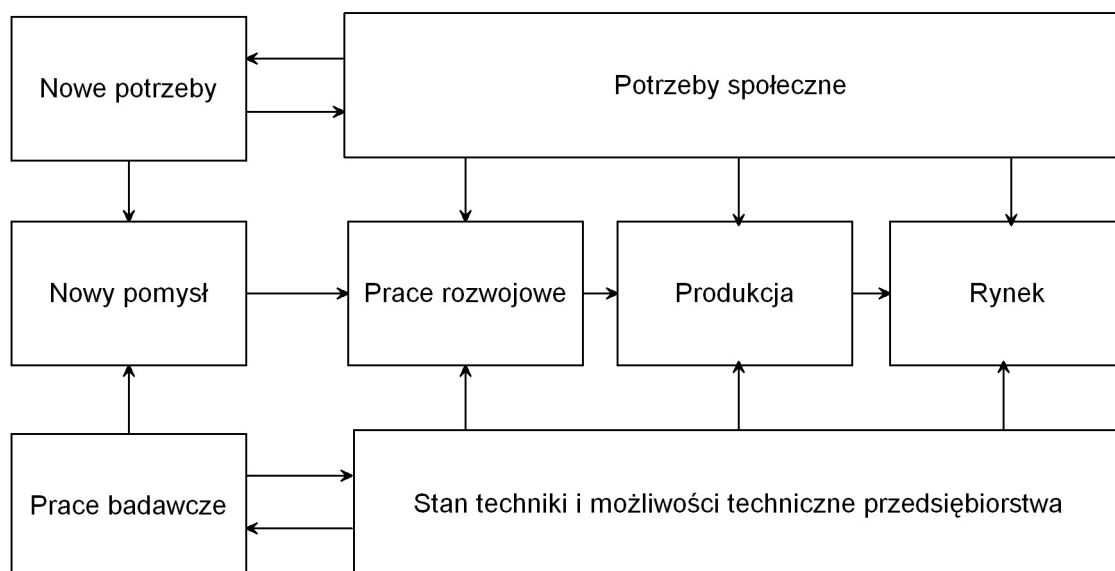 Nowe potrzeby
Potrzeby społeczne
Nowy pomysł
Prace rozwojowe
Produkcja
Rynek
Prace badawcze
Stan techniki i możliwości techniczne przedsiębiorstwa